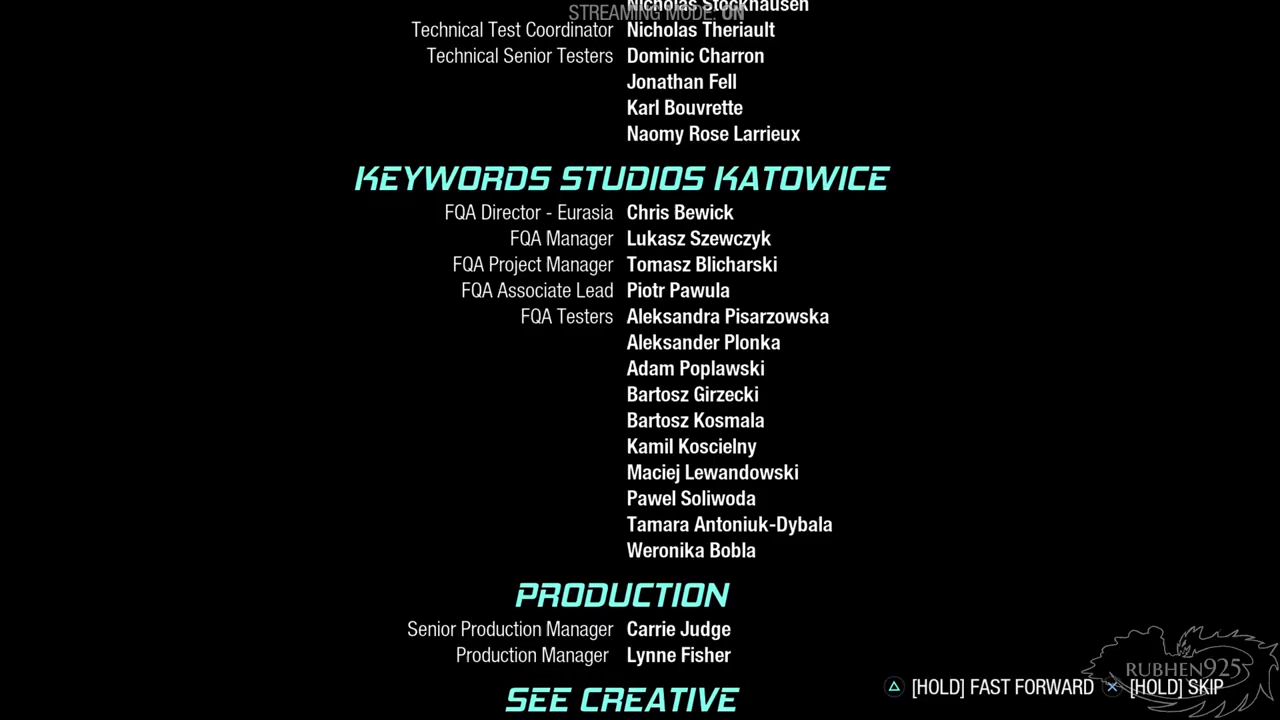 Nicholas Stockhausen
STREAMING MODE: ON
Technical Test Coordinator Nicholas Theriault
Technical Senior Testers Dominic Charron
Jonathan Fell
Karl Bouvrette
Naomy Rose Larrieux
KEYWORDS STUDIOS KATOWICE
FQA Director - Eurasia Chris Bewick
FQA Manager Lukasz Szewczyk
FQA Project Manager Tomasz Blicharski
FQA Associate Lead Piotr Pawula
FQA Testers Aleksandra Pisarzowska
Aleksander Plonka
Adam Poplawski
Bartosz Girzecki
Bartosz Kosmala
Kamil Koscielny
Maciej Lewandowski
Pawel Soliwoda
Tamara Antoniuk-Dybala
Weronika Bobla
PRODUCTION
Senior Production Manager Carrie Judge
Production Manager Lynne Fisher
RUBHEN925
[HOLD] FAST FORWARD [HOLD] SKIP
SEE CREATIVE